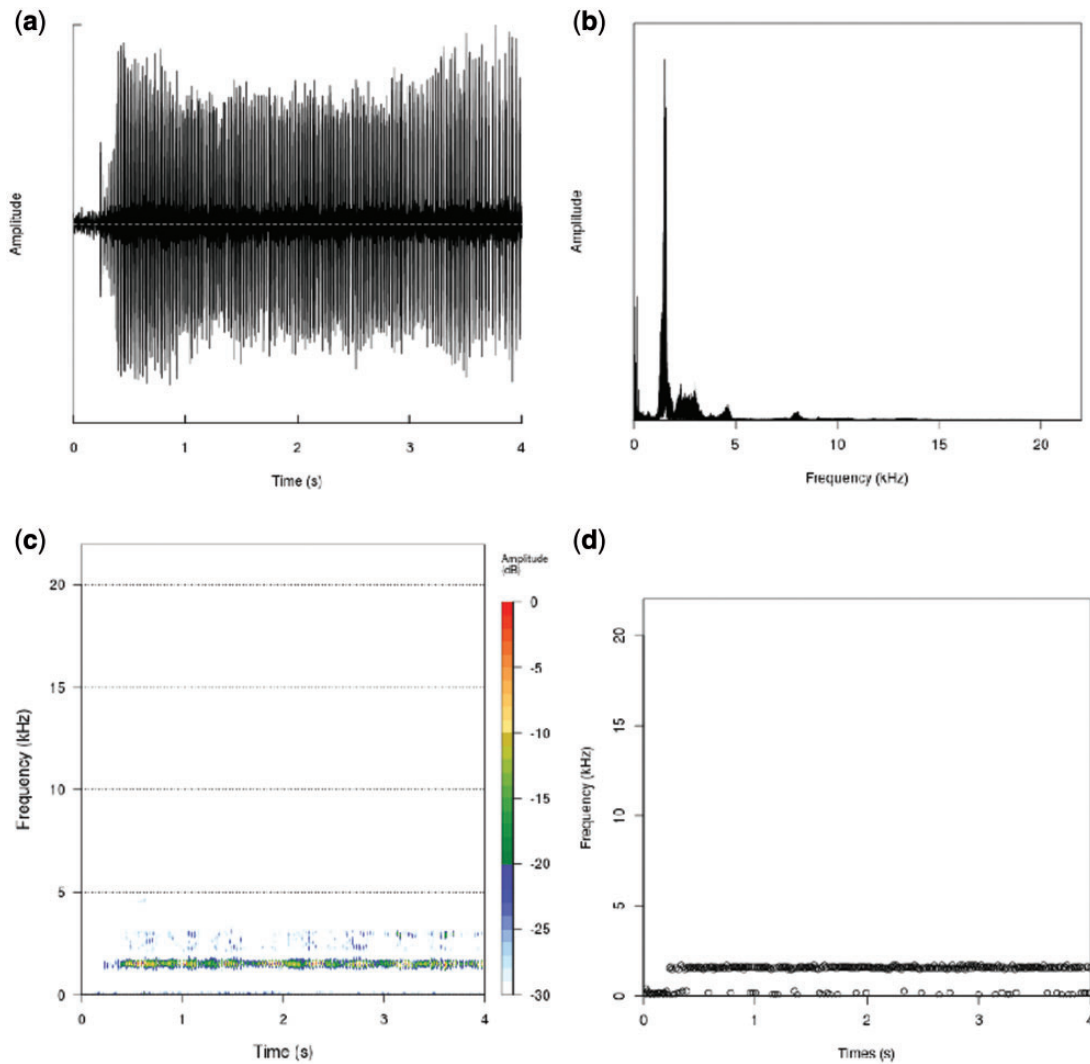 (a)
Amplitude
0 1 2 3 4
Time (s)
(b)
Amplitude
0 5 10 15 20
Frequency (kHz)
(c)
Frequency (kHz)
20
15
10
5
0
0 1 2 3 4
Time (s)
Amplitude
(dB)
0
-5
-10
-15
-20
-25
-30
(d)
Frequency (kHz)
20
15
10
5
0
0 1 2 3 4
Times (s)